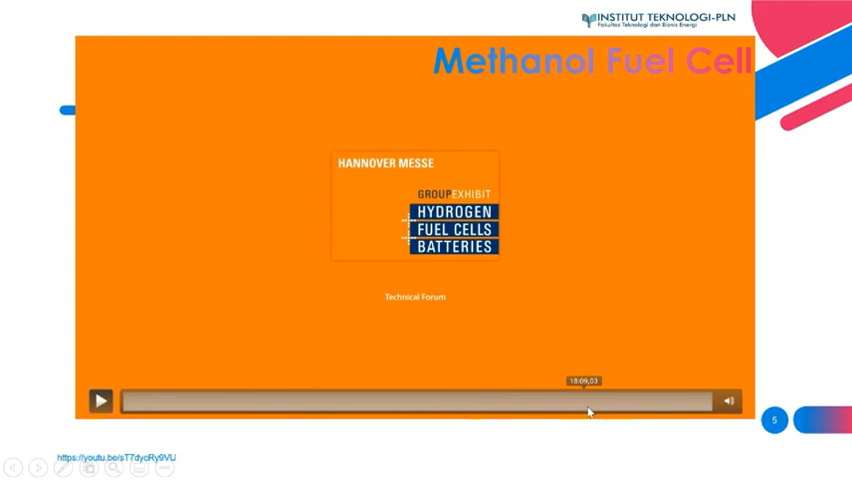 INSTITUT TEKNOLOGI-PLN
Fakultas Teknologi dan Bisnis Energi
Methanol Fuel Cell
HANNOVER MESSE
GROUPEXHIBIT
HYDROGEN
FUEL CELLS
BATTERIES
Technical Forum
18:09,03
5
https://youtu.be/sT7dycRy9VU